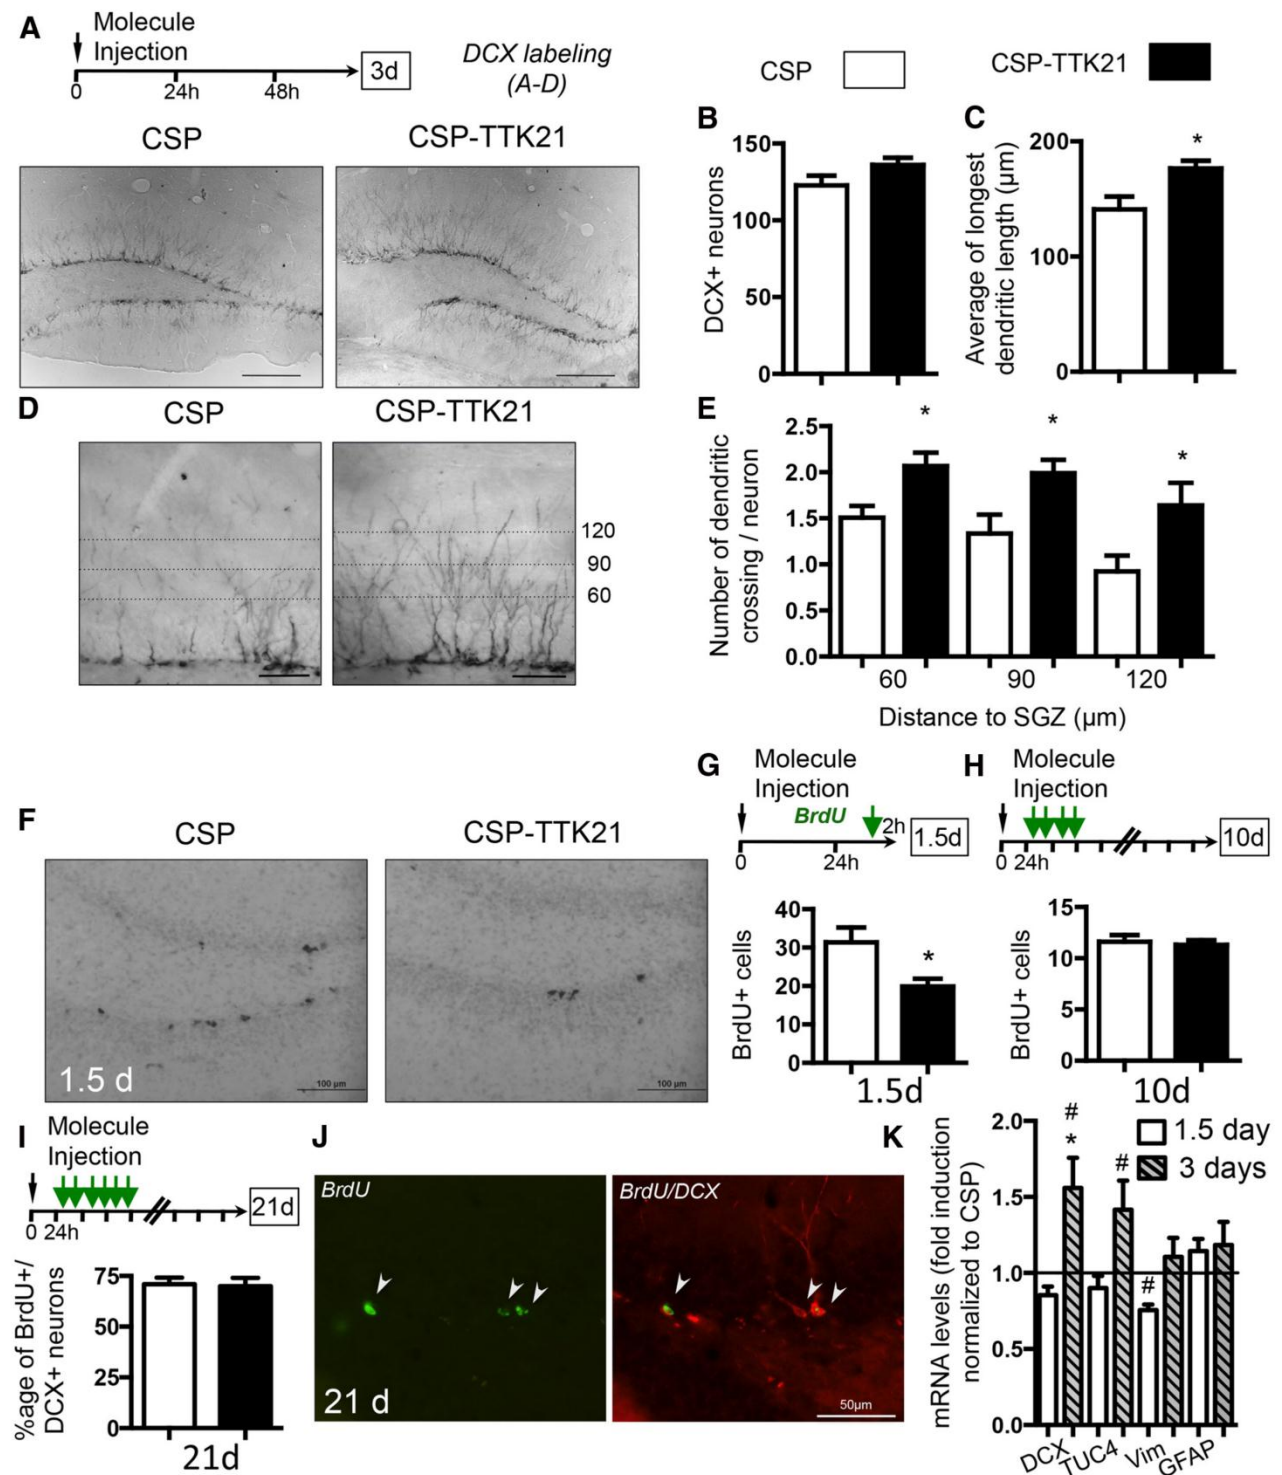 A
Molecule
Injection
0 24h 48h
3d
DCX labeling
(A-D)
CSP
CSP-TTK21
CSP
CSP-TTK21
B
DCX+ neurons
150
100
50
0
C
Average of longest
dendritic length (µm)
200
100
0
*
D
CSP
CSP-TTK21
120
90
60
E
Number of dendritic
crossing / neuron
2.5
2.0
1.5
1.0
0.5
0.0
* * *
60 90 120
Distance to SGZ (µm)
F
CSP
CSP-TTK21
1.5 d
100 µm
100 µm
G
Molecule
Injection
BrdU
2h
0 24h
1.5d
BrdU+ cells
40
30
20
10
0
*
1.5d
H
Molecule
Injection
0 24h
10d
BrdU+ cells
15
10
5
0
10d
I
Molecule
Injection
0 24h
21d
%age of BrdU+/
DCX+ neurons
75
50
25
0
21d
J
BrdU
21 d
BrdU/DCX
50µm
K
mRNA levels (fold induction
normalized to CSP)
2.0
1.5
1.0
0.5
0.0
#
*
#
#
1.5 day
3 days
DCX TUC4 Vim GFAP